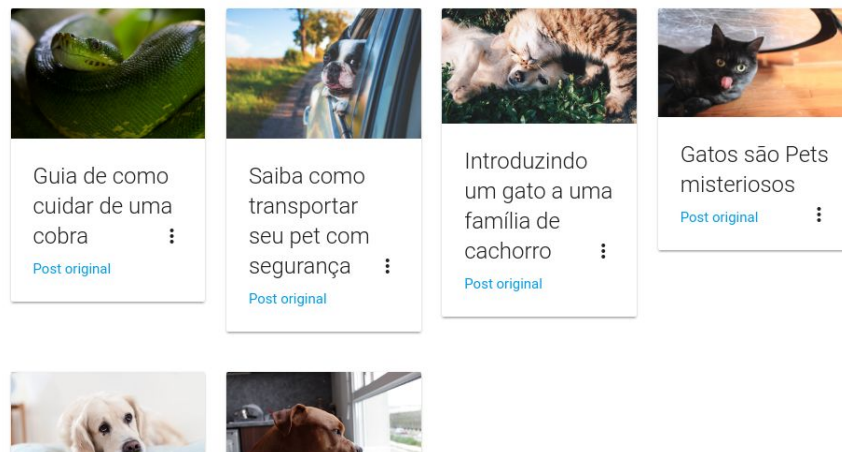 Guia de como
cuidar de uma
cobra
Post original
Saiba como
transportar
seu pet com
segurança
Post original
Introduzindo
um gato a uma
família de
cachorro
Post original
Gatos são Pets
misteriosos
Post original